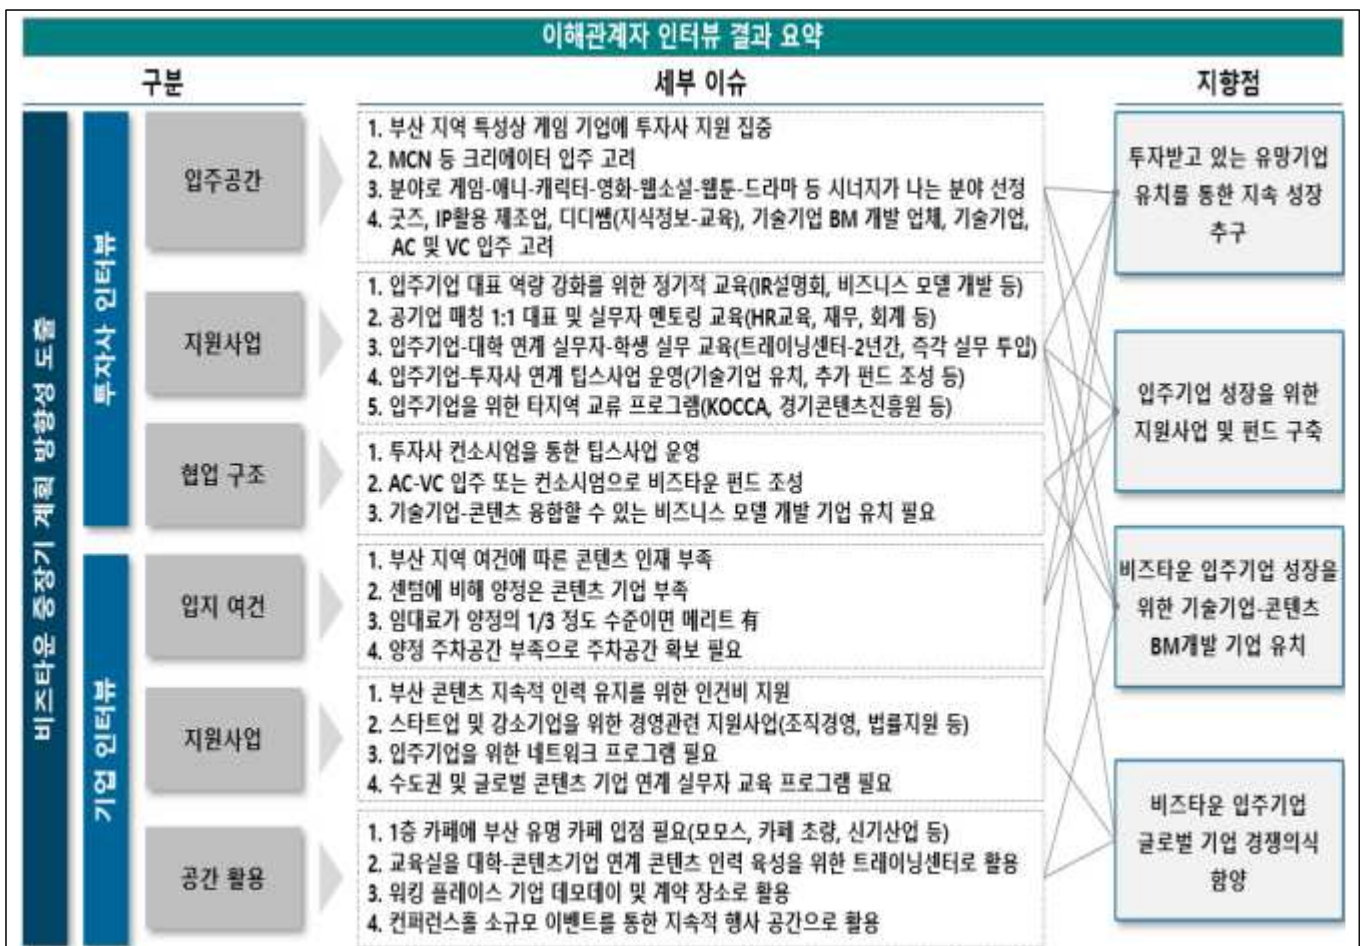 이해관계자 인터뷰 결과 요약
구분
세부 이슈
지향점
비즈타운 중장기 계획 방향성 도출
투자사 인터뷰
입주공간
1. 부산 지역 특성상 게임 기업에 투자사 지원 집중
2. MCN 등 크리에이터 입주 고려
3. 분야로 게임-애니-캐릭터-영화-웹소설-웹툰-드라마 등 시너지가 나는 분야 선정
4. 굿즈, IP활용 제조업, 디디쌤(지식정보-교육), 기술기업 BM 개발 업체, 기술기업,
AC 및 VC 입주 고려
지원사업
1. 입주기업 대표 역량 강화를 위한 정기적 교육(IR설명회, 비즈니스 모델 개발 등)
2. 공기업 매칭 1:1 대표 및 실무자 멘토링 교육(HR교육, 재무, 회계 등)
3. 입주기업-대학 연계 실무자-학생 실무 교육(트레이닝센터-2년간, 즉각 실무 투입)
4. 입주기업-투자사 연계 팁스사업 운영(기술기업 유치, 추가 펀드 조성 등)
5. 입주기업을 위한 타지역 교류 프로그램(KOCCA, 경기콘텐츠진흥원 등)
협업 구조
1. 투자사 컨소시엄을 통한 팁스사업 운영
2. AC-VC 입주 또는 컨소시엄으로 비즈타운 펀드 조성
3. 기술기업-콘텐츠 융합할 수 있는 비즈니스 모델 개발 기업 유치 필요
기업 인터뷰
입지 여건
1. 부산 지역 여건에 따른 콘텐츠 인재 부족
2. 센텀에 비해 양정은 콘텐츠 기업 부족
3. 임대료가 양정의 1/3 정도 수준이면 메리트 有
4. 양정 주차공간 부족으로 주차공간 확보 필요
지원사업
1. 부산 콘텐츠 지속적 인력 유지를 위한 인건비 지원
2. 스타트업 및 강소기업을 위한 경영관련 지원사업(조직경영, 법률지원 등)
3. 입주기업을 위한 네트워크 프로그램 필요
4. 수도권 및 글로벌 콘텐츠 기업 연계 실무자 교육 프로그램 필요
공간 활용
1. 1층 카페에 부산 유명 카페 입점 필요(모모스, 카페 초량, 신기산업 등)
2. 교육실을 대학-콘텐츠기업 연계 콘텐츠 인력 육성을 위한 트레이닝센터로 활용
3. 워킹 플레이스 기업 데모데이 및 계약 장소로 활용
4. 컨퍼런스홀 소규모 이벤트를 통한 지속적 행사 공간으로 활용
투자받고 있는 유망기업
유치를 통한 지속 성장
추구
입주기업 성장을 위한
지원사업 및 펀드 구축
비즈타운 입주기업 성장을
위한 기술기업-콘텐츠
BM개발 기업 유치
비즈타운 입주기업
글로벌 기업 경쟁의식
함양